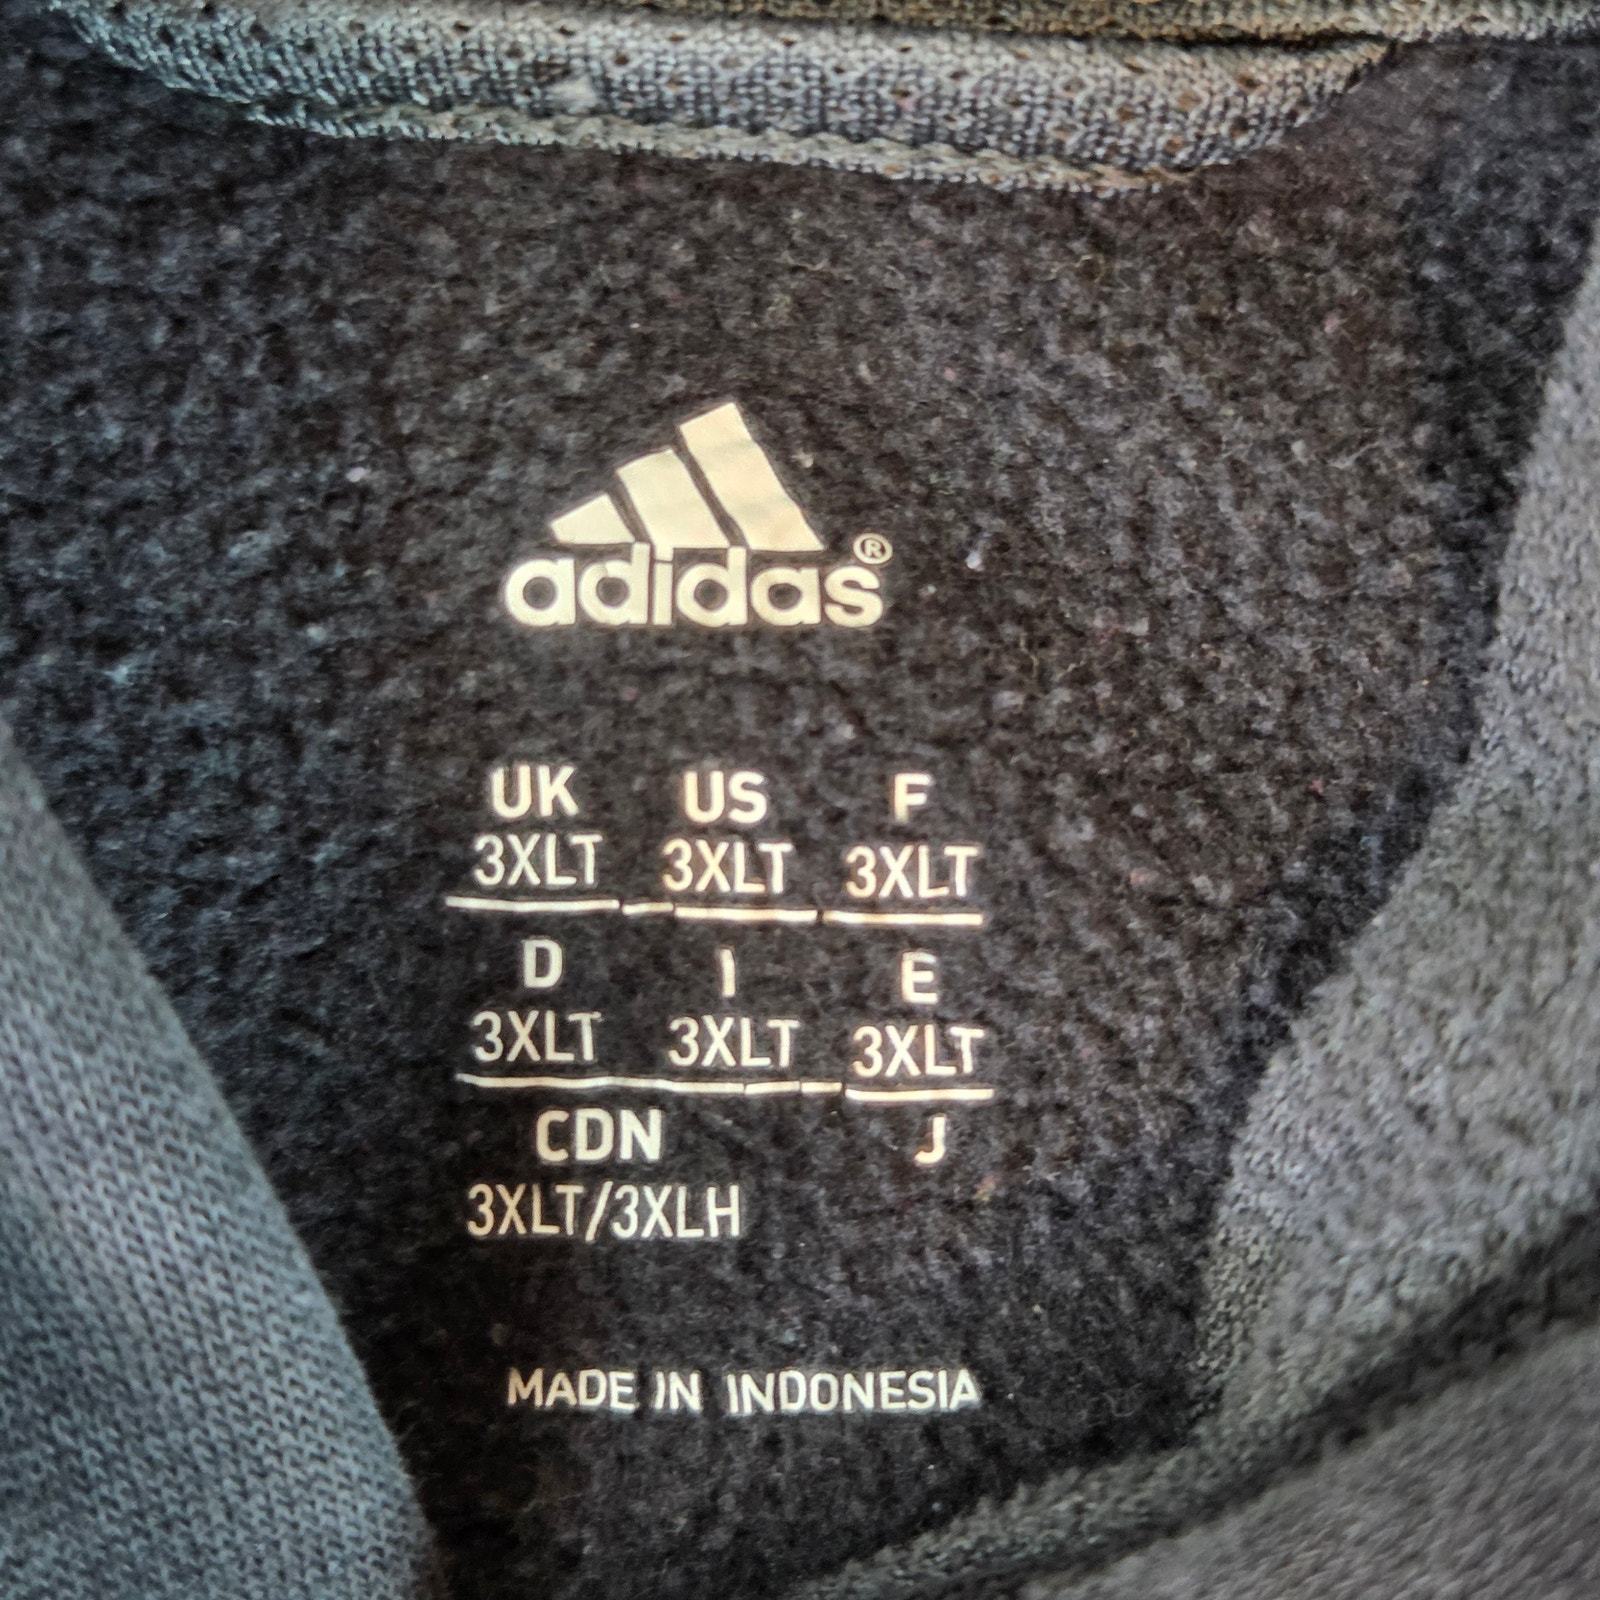 adidas®
UK US F
3XLT 3XLT 3XLT
D I E
3XLT 3XLT 3XLT
CDN J
3XLT/3XLH
MADE IN INDONESIA